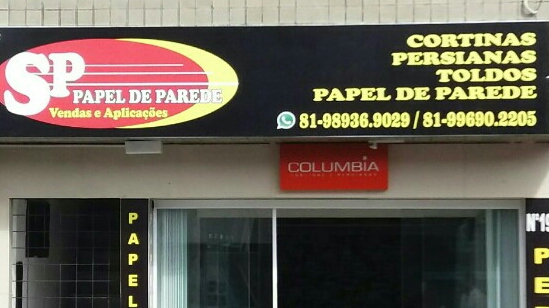 SP PAPEL DE PAREDE
Vendas e Aplicações
CORTINAS
PERSIANAS
TOLDOS
PAPEL DE PAREDE
81-98936.9029 / 81-99690.2205
COLUMBIA
PAPEL